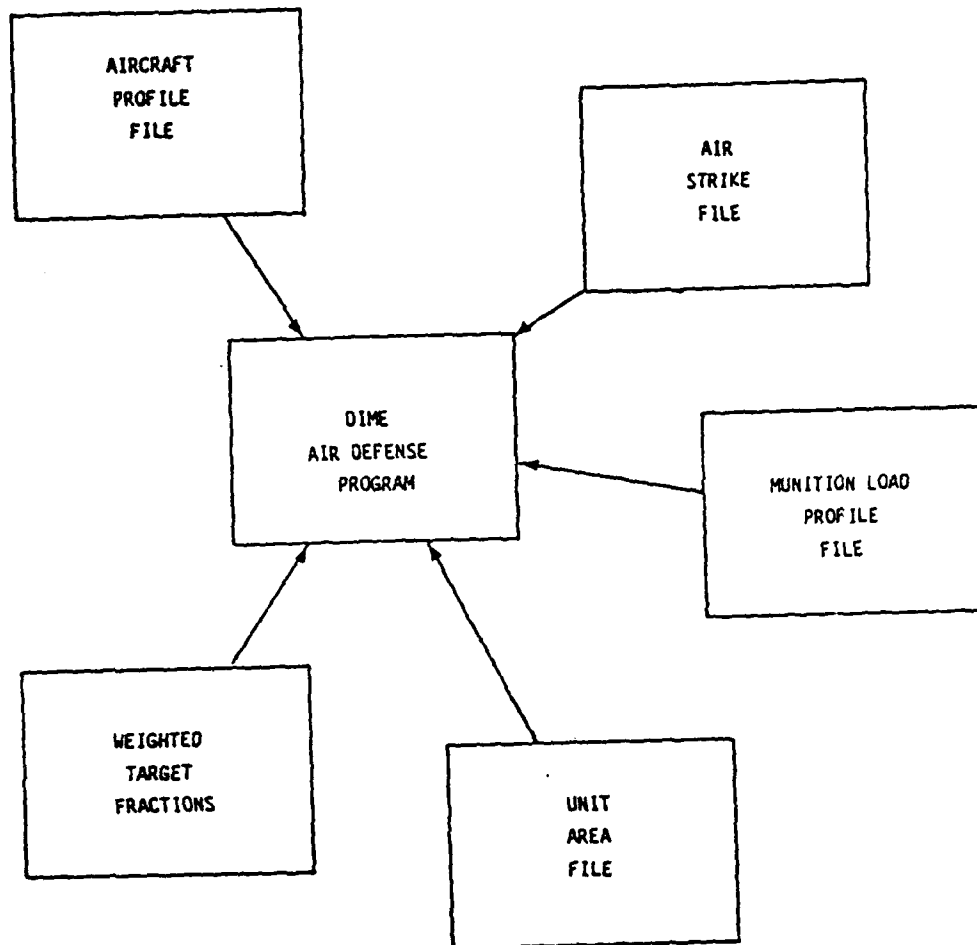 AIRCRAFT
PROFILE
FILE
AIR
STRIKE
FILE
DIME
AIR DEFENSE
PROGRAM
MUNITION LOAD
PROFILE
FILE
WEIGHTED
TARGET
FRACTIONS
UNIT
AREA
FILE